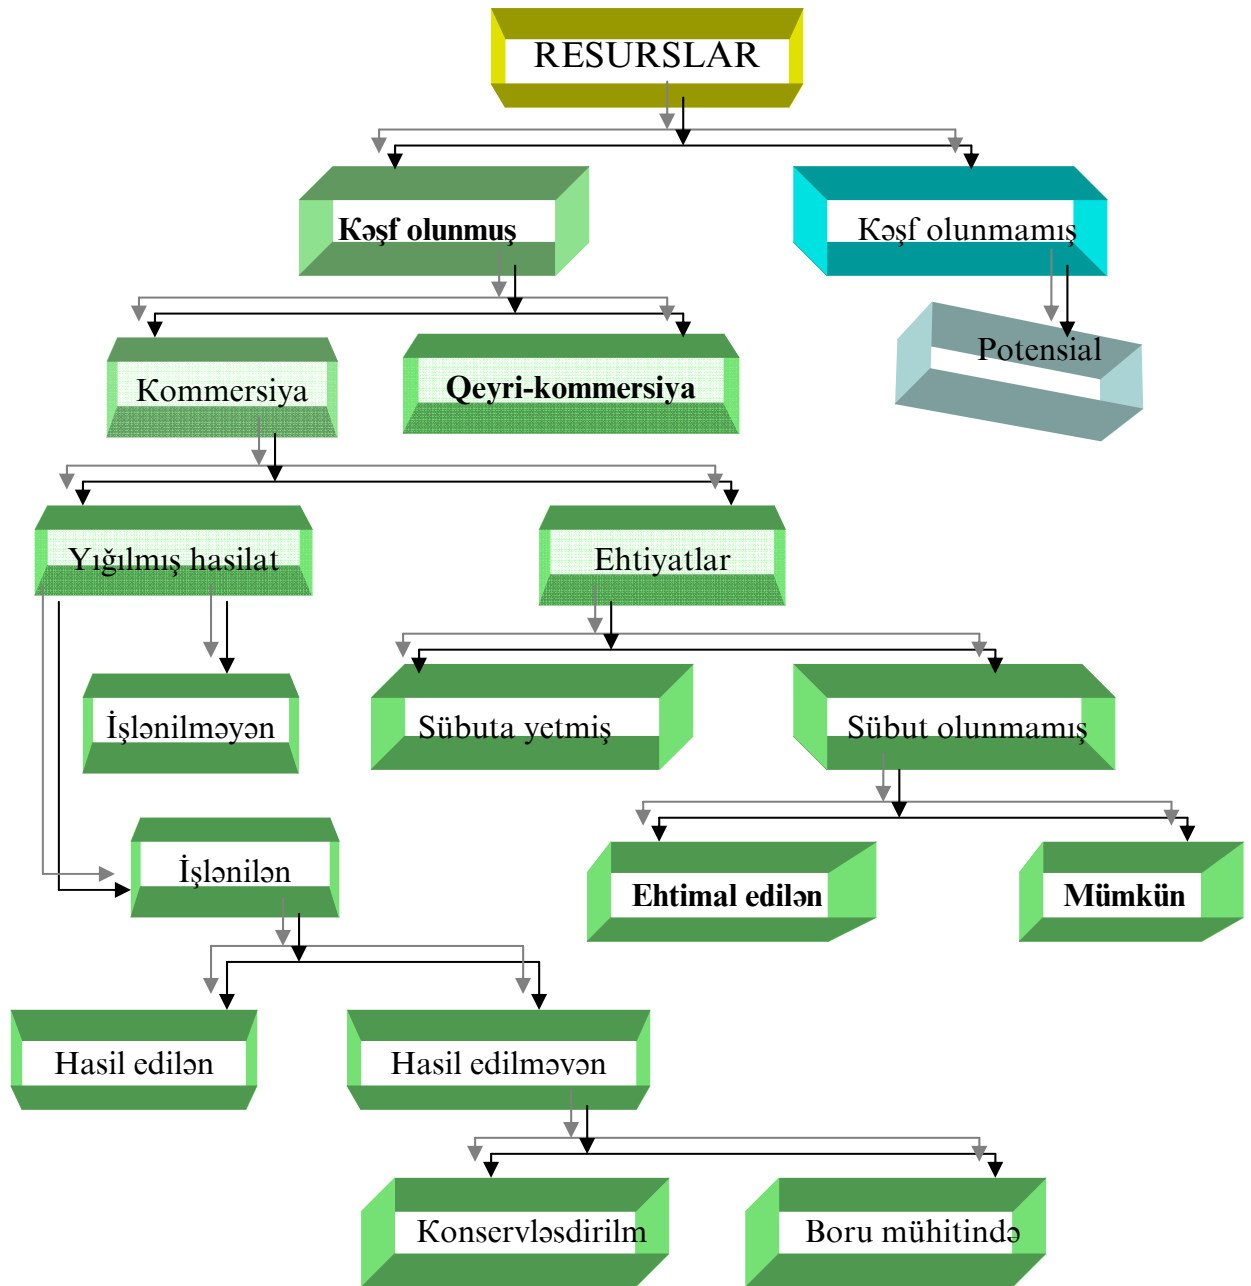 RESURSLAR
Kəşf olunmuş
Kəşf olunmamış
Potensial
Kommersiya
Qeyri-kommersiya
Yığılmış hasilat
Ehtiyatlar
İşlənilməyən
Sübuta yetmiş
Sübut olunmamış
İşlənilən
Ehtimal edilən
Mümkün
Hasil edilən
Hasil edilməvən
Konservləsdirilm
Boru mühitində